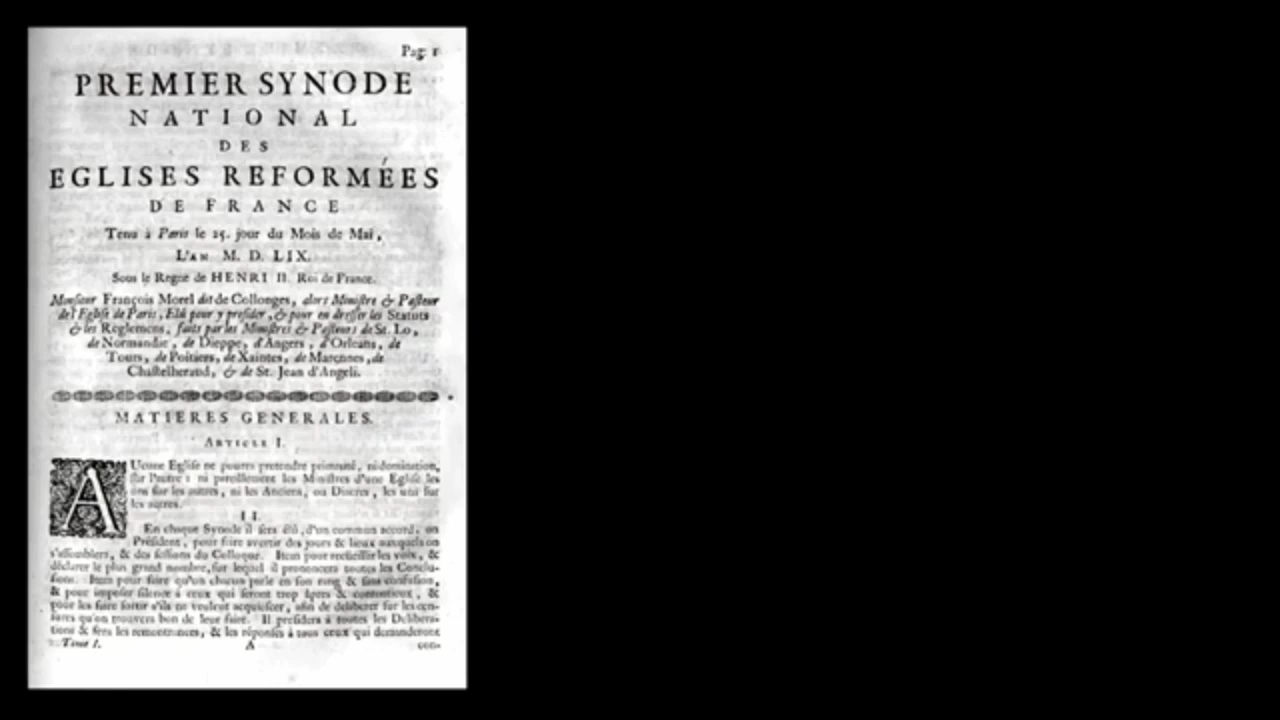 Pag. 1
PREMIER SYNODE
NATIONAL
DES
EGLISES REFORMÉES
DE FRANCE
Tenu à Paris le 25. jour du Mois de Mai,
L'AN M. D. LIX.
Sous le Regne de HENRI II. Roi de France.
Monsieur François Morel dit de Collonges, alors Ministre & Pasteur
de l'Eglise de Paris, Elû pour y presider, & pour en dresser les Statuts
& les Reglemens, faits par les Ministres & Pasteurs de St. Lo,
de Normandie, de Dieppe, d'Angers, d'Orleans, de
Tours, de Poitiers, de Xaintes, de Marennes, de
Chastelheraud, & de St. Jean d'Angeli.
MATIERES GENERALES.
ARTICLE I.
AUcune Eglise ne pourra pretendre primauté, ni domination,
sur l'autre : ni pareillement les Ministres d'une Eglise les
uns sur les autres, ni les Anciens, ou Diacres, les uns sur
les autres.
II.
En chaque Synode il sera élû, d'un commun accord, un
Président, pour faire avertir des jours & lieux auxquels on
s'assemblera, & des sessions du Colloque. Item pour recueillir les voix, &
déclarer le plus grand nombre, sur lequel il prononcera toutes les Conclu-
sions. Item pour faire qu'un chacun parle en son rang & sans confusion,
& pour imposer silence à ceux qui seront trop âpres & contentieux, &
pour les faire sortir s'ils ne veulent acquiescer, afin de deliberer sur les cen-
sures qu'on trouvera bon de leur faire. Il presidera à toutes les Delibera-
tions & fera les remontrances, & les réponses à tous ceux qui demanderont
Tome I.
A
con-